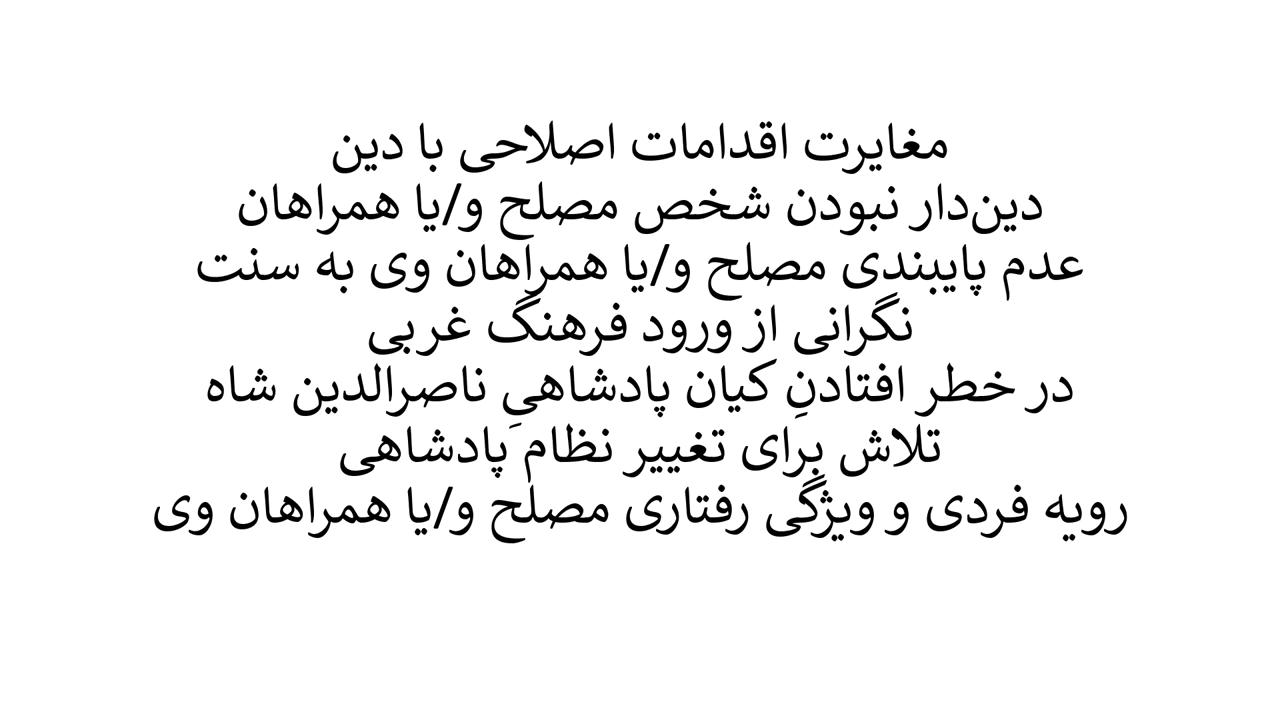 مغایرت اقدامات اصلاحی با دین
دین‌دار نبودن شخص مصلح و/یا همراهان
عدم پایبندی مصلح و/یا همراهان وی به سنت
نگرانی از ورود فرهنگ غربی
در خطر افتادنِ کیان پادشاهیِ ناصرالدین شاه
تلاش برای تغییر نظام پادشاهی
رویه فردی و ویژگی رفتاری مصلح و/یا همراهان وی